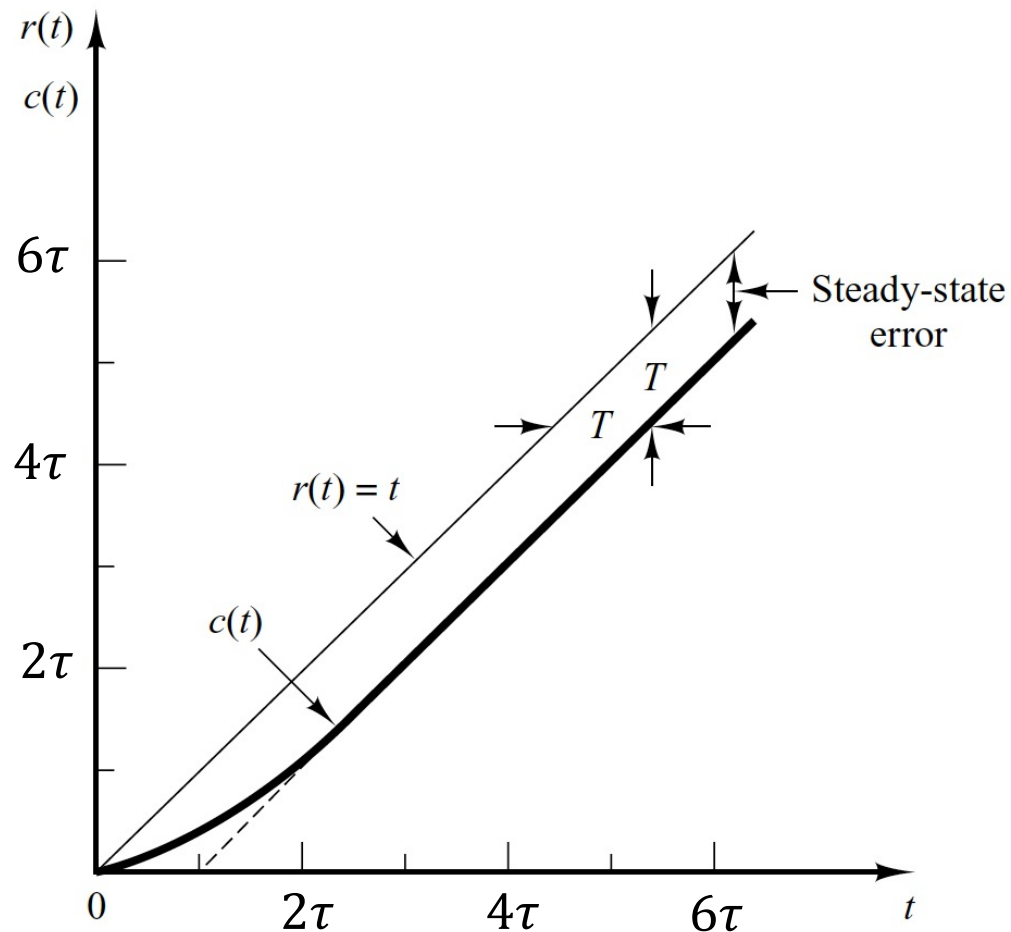 r(t)
c(t)
6τ
Steady-state
error
T
T
4τ
r(t) = t
c(t)
2τ
0
2τ
4τ
6τ
t